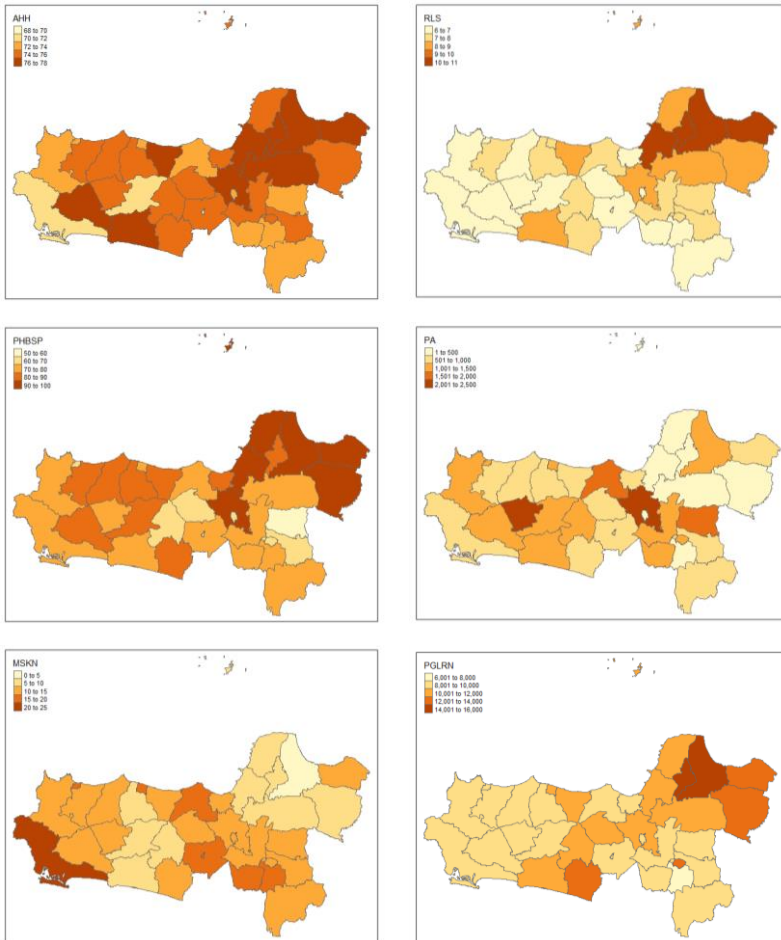 AHH
68 to 70
70 to 72
72 to 74
74 to 76
76 to 78
RLS
6 to 7
7 to 8
8 to 9
9 to 10
10 to 11
PHBSP
50 to 60
60 to 70
70 to 80
80 to 90
90 to 100
PA
1 to 500
501 to 1,000
1,001 to 1,500
1,501 to 2,000
2,001 to 2,500
MSKN
0 to 5
5 to 10
10 to 15
15 to 20
20 to 25
PGLRN
6,001 to 8,000
8,001 to 10,000
10,001 to 12,000
12,001 to 14,000
14,001 to 16,000